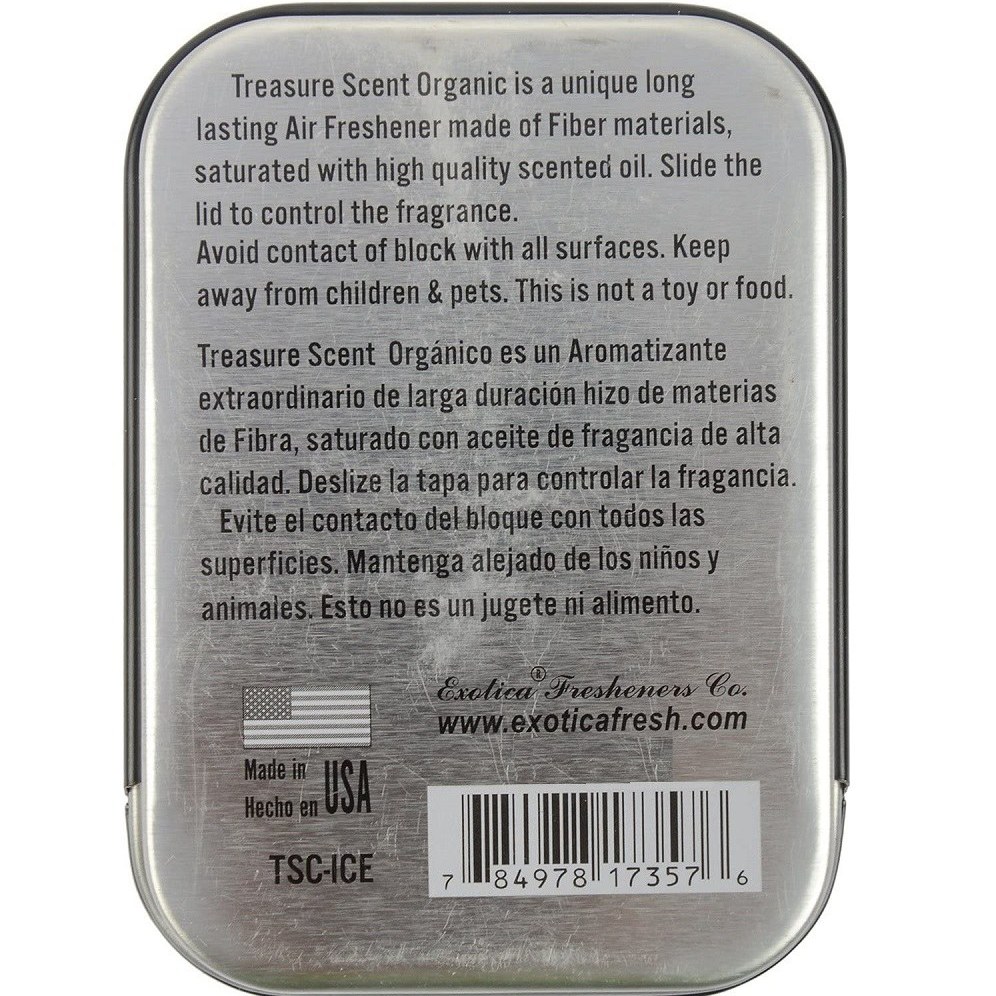 Treasure Scent Organic is a unique long
lasting Air Freshener made of Fiber materials,
saturated with high quality scented oil. Slide the
lid to control the fragrance.
Avoid contact of block with all surfaces. Keep
away from children & pets. This is not a toy or food.
Treasure Scent Orgánico es un Aromatizante
extraordinario de larga duración hizo de materias
de Fibra, saturado con aceite de fragancia de alta
calidad. Deslize la tapa para controlar la fragancia.
Evite el contacto del bloque con todos las
superficies. Mantenga alejado de los niños y
animales. Esto no es un jugete ni alimento.
Exotica® Fresheners Co.
www.exoticafresh.com
Made in
Hecho en USA
TSC-ICE
7 84978 17357 6